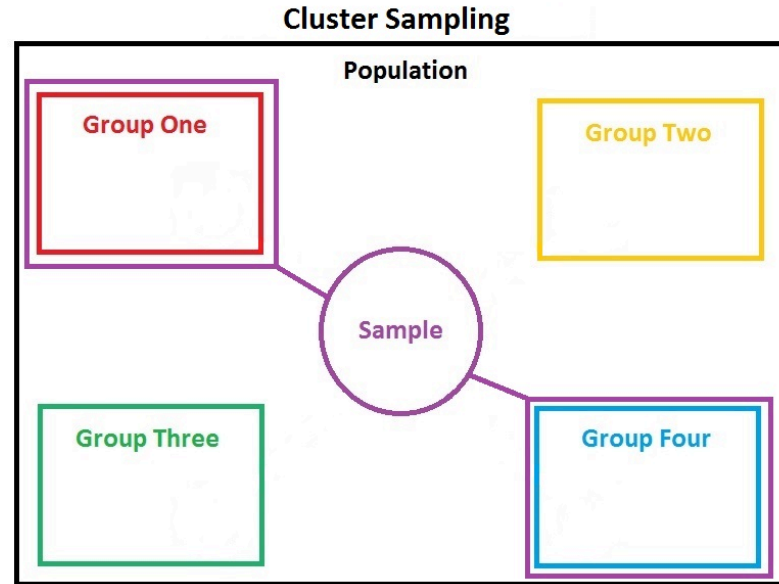 Cluster Sampling
Population
Group One
Group Two
Sample
Group Three
Group Four